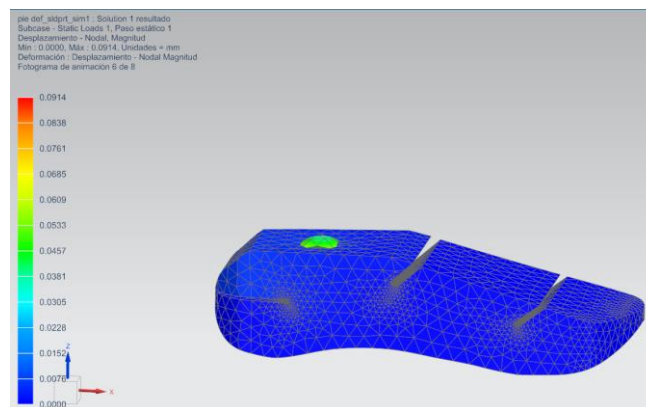 pie def_sldprt_sim1 : Solution 1 resultado
Subcase - Static Loads 1, Paso estático 1
Desplazamiento - Nodal, Magnitud
Min : 0.0000, Máx : 0.0914, Unidades = mm
Deformación : Desplazamiento - Nodal Magnitud
Fotograma de animación 6 de 8
0.0914
0.0838
0.0761
0.0685
0.0609
0.0533
0.0457
0.0381
0.0305
0.0228
0.0152
0.0076
0.0000
Z
X